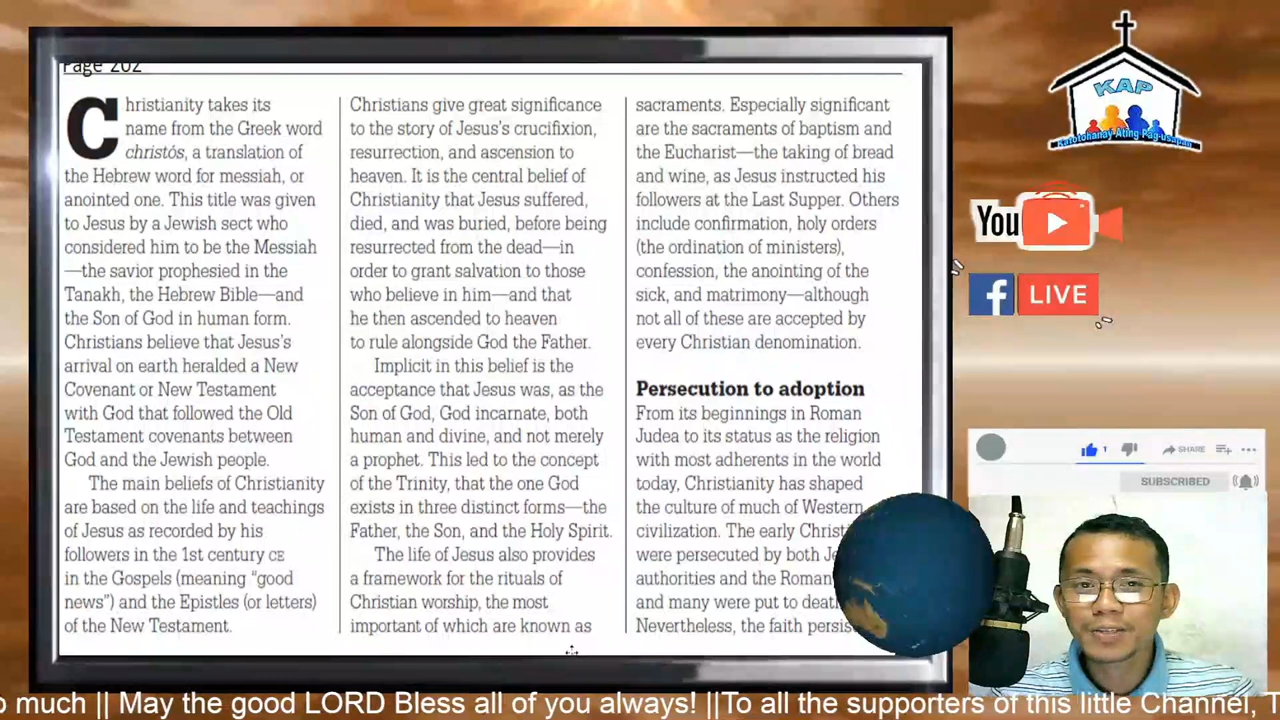 Page 202
Christianity takes its
name from the Greek word
christós, a translation of
the Hebrew word for messiah, or
anointed one. This title was given
to Jesus by a Jewish sect who
considered him to be the Messiah
—the savior prophesied in the
Tanakh, the Hebrew Bible—and
the Son of God in human form.
Christians believe that Jesus's
arrival on earth heralded a New
Covenant or New Testament
with God that followed the Old
Testament covenants between
God and the Jewish people.
The main beliefs of Christianity
are based on the life and teachings
of Jesus as recorded by his
followers in the 1st century CE
in the Gospels (meaning "good
news") and the Epistles (or letters)
of the New Testament.
Christians give great significance
to the story of Jesus's crucifixion,
resurrection, and ascension to
heaven. It is the central belief of
Christianity that Jesus suffered,
died, and was buried, before being
resurrected from the dead—in
order to grant salvation to those
who believe in him—and that
he then ascended to heaven
to rule alongside God the Father.
Implicit in this belief is the
acceptance that Jesus was, as the
Son of God, God incarnate, both
human and divine, and not merely
a prophet. This led to the concept
of the Trinity, that the one God
exists in three distinct forms—the
Father, the Son, and the Holy Spirit.
The life of Jesus also provides
a framework for the rituals of
Christian worship, the most
important of which are known as
sacraments. Especially significant
are the sacraments of baptism and
the Eucharist—the taking of bread
and wine, as Jesus instructed his
followers at the Last Supper. Others
include confirmation, holy orders
(the ordination of ministers),
confession, the anointing of the
sick, and matrimony—although
not all of these are accepted by
every Christian denomination.
Persecution to adoption
From its beginnings in Roman
Judea to its status as the religion
with most adherents in the world
today, Christianity has shaped
the culture of much of Western
civilization. The early
were persecuted by both
authorities and the Roman
and many were put to death
Nevertheless, the faith
KAP
Katotohanay Ating Pag-usapan
You
f LIVE
1 SHARE
SUBSCRIBED
much || May the good LORD Bless all of you always! ||To all the supporters of this little Channel,